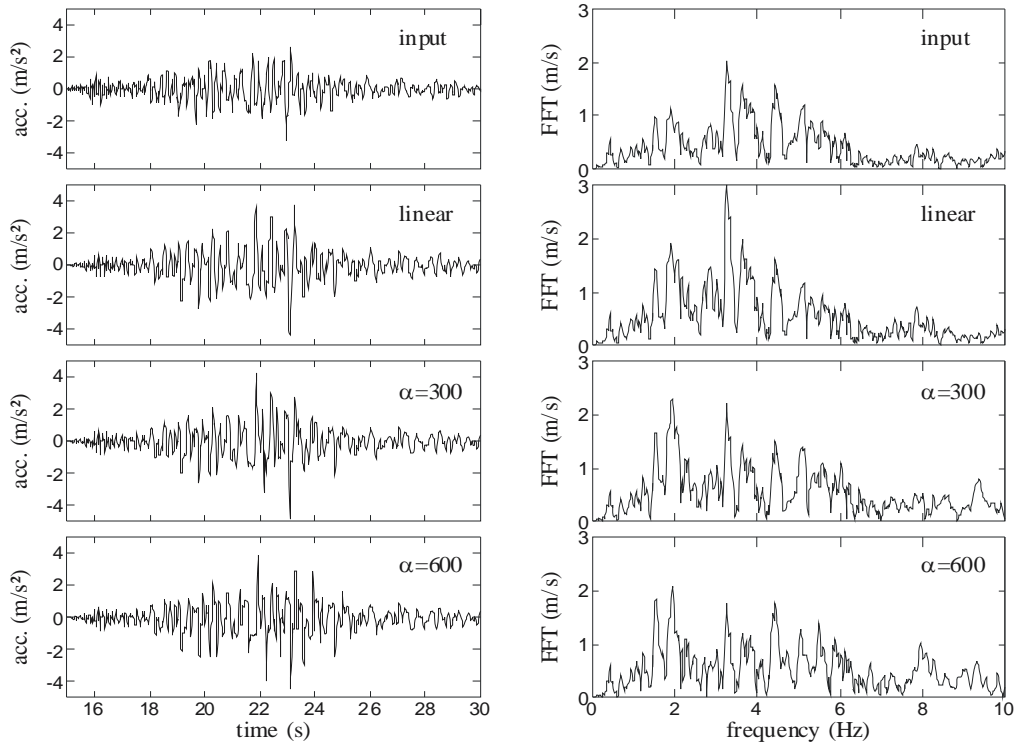 4
2
0
-2
-4
acc. (m/s²)
input
4
2
0
-2
-4
acc. (m/s²)
linear
4
2
0
-2
-4
acc. (m/s²)
α=300
4
2
0
-2
-4
acc. (m/s²)
α=600
16 18 20 22 24 26 28 30
time (s)
3
2
1
0
FFT (m/s)
input
3
2
1
0
FFT (m/s)
linear
3
2
1
0
FFT (m/s)
α=300
3
2
1
0
FFT (m/s)
α=600
0 2 4 6 8 10
frequency (Hz)